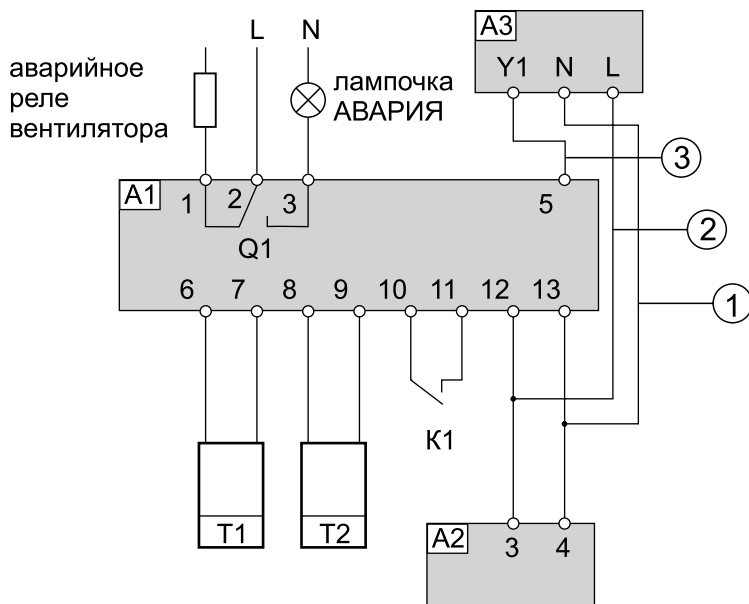 L N
аварийное
реле
вентилятора
лампочка
АВАРИЯ
A3
Y1 N L
3
2
1
A1
1 2 3 5
Q1
6 7 8 9 10 11 12 13
K1
T1 T2
A2
3 4